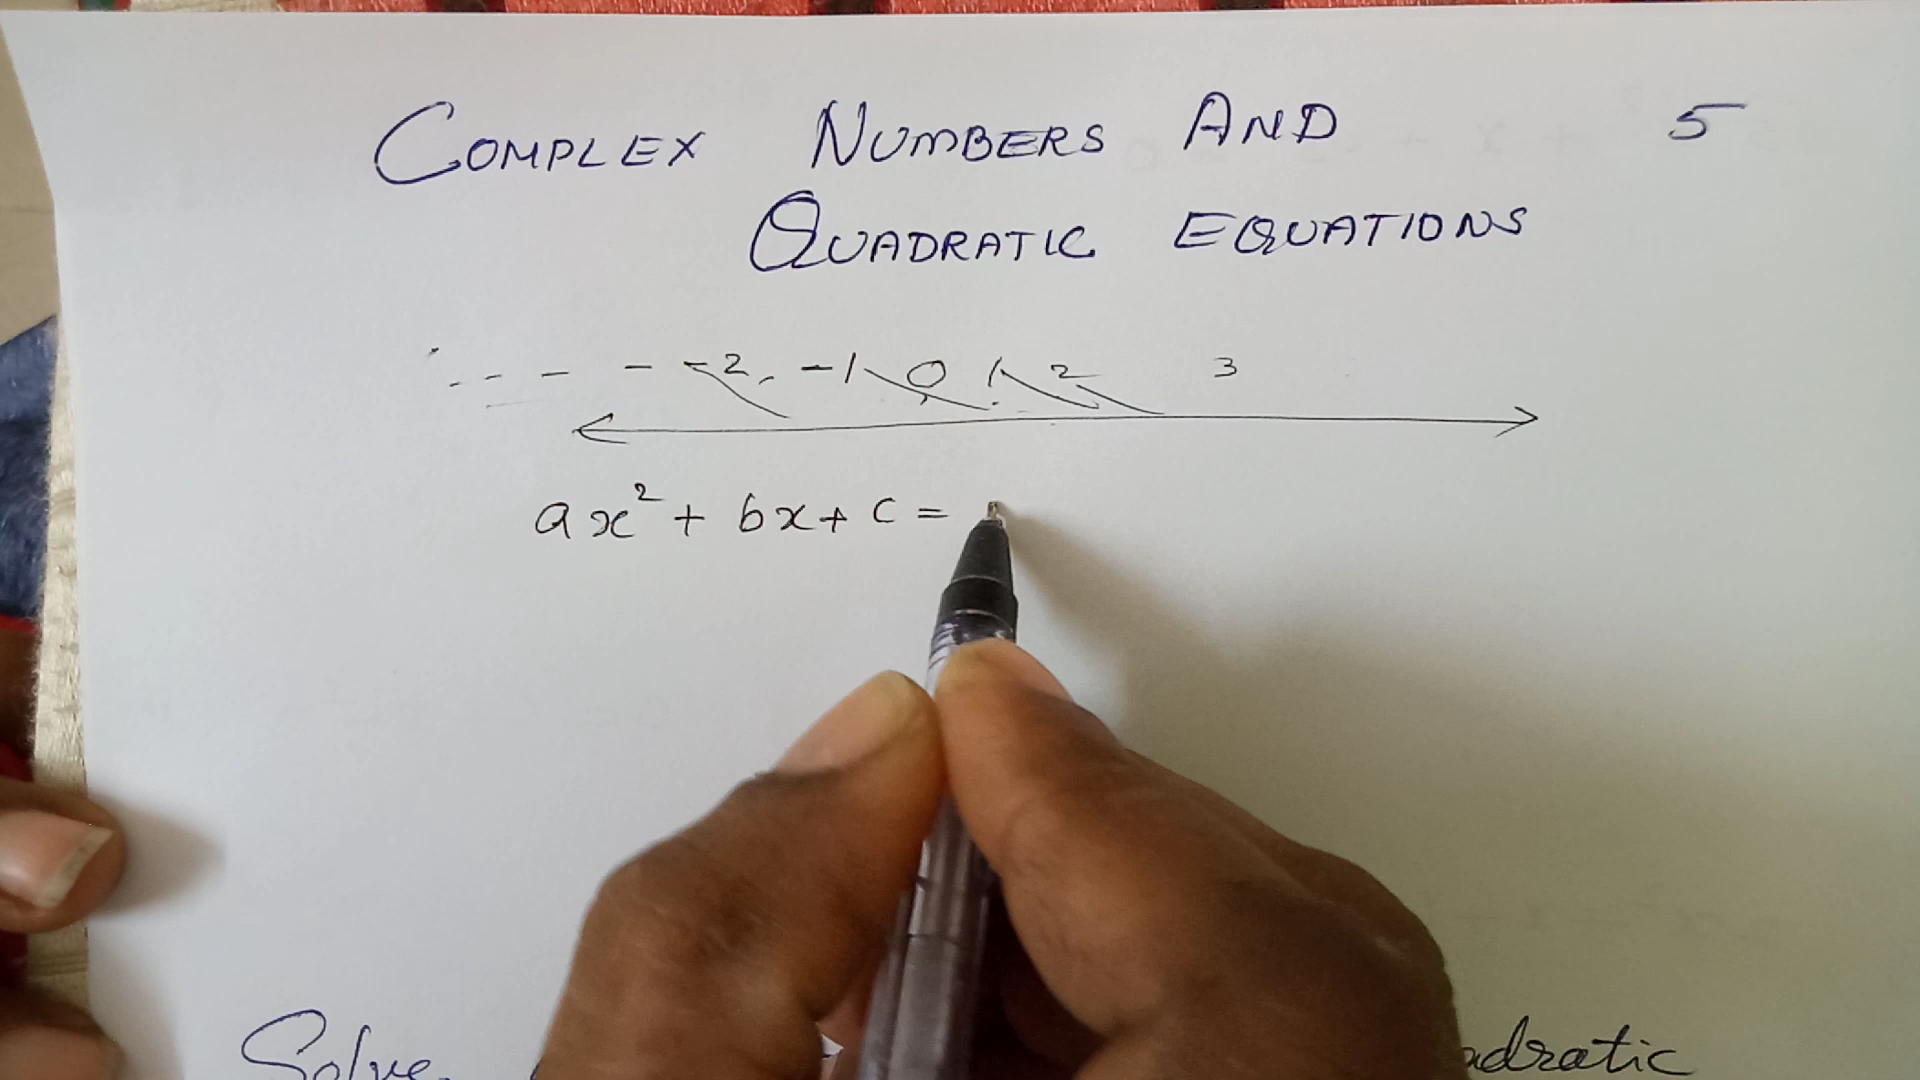 COMPLEX NUMBERS AND 5
QUADRATIC EQUATIONS
- - - - -2, -1 0 1 2 3
ax² + bx + c =
Solve adratic